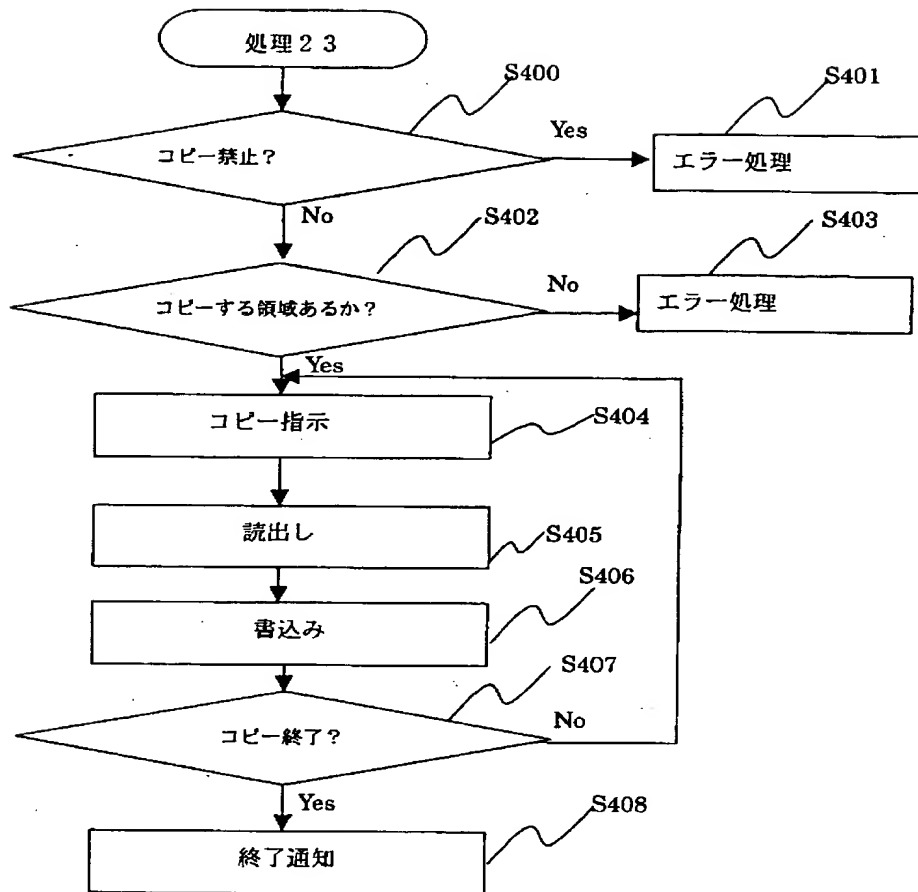 処理２３
S400
S401
コピー禁止？
Yes
エラー処理
No
S402
S403
コピーする領域あるか？
No
エラー処理
Yes
コピー指示
S404
読出し
S405
S406
書込み
S407
コピー終了？
No
Yes
S408
終了通知